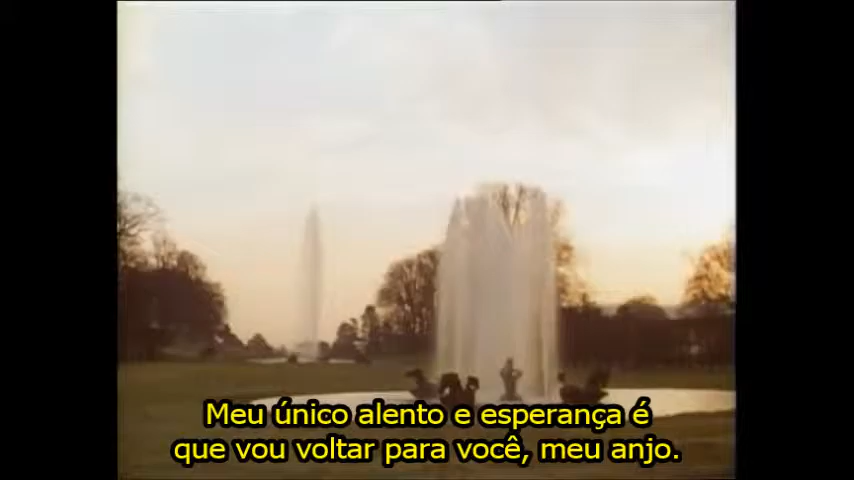 Meu único alento e esperança é
que vou voltar para você, meu anjo.